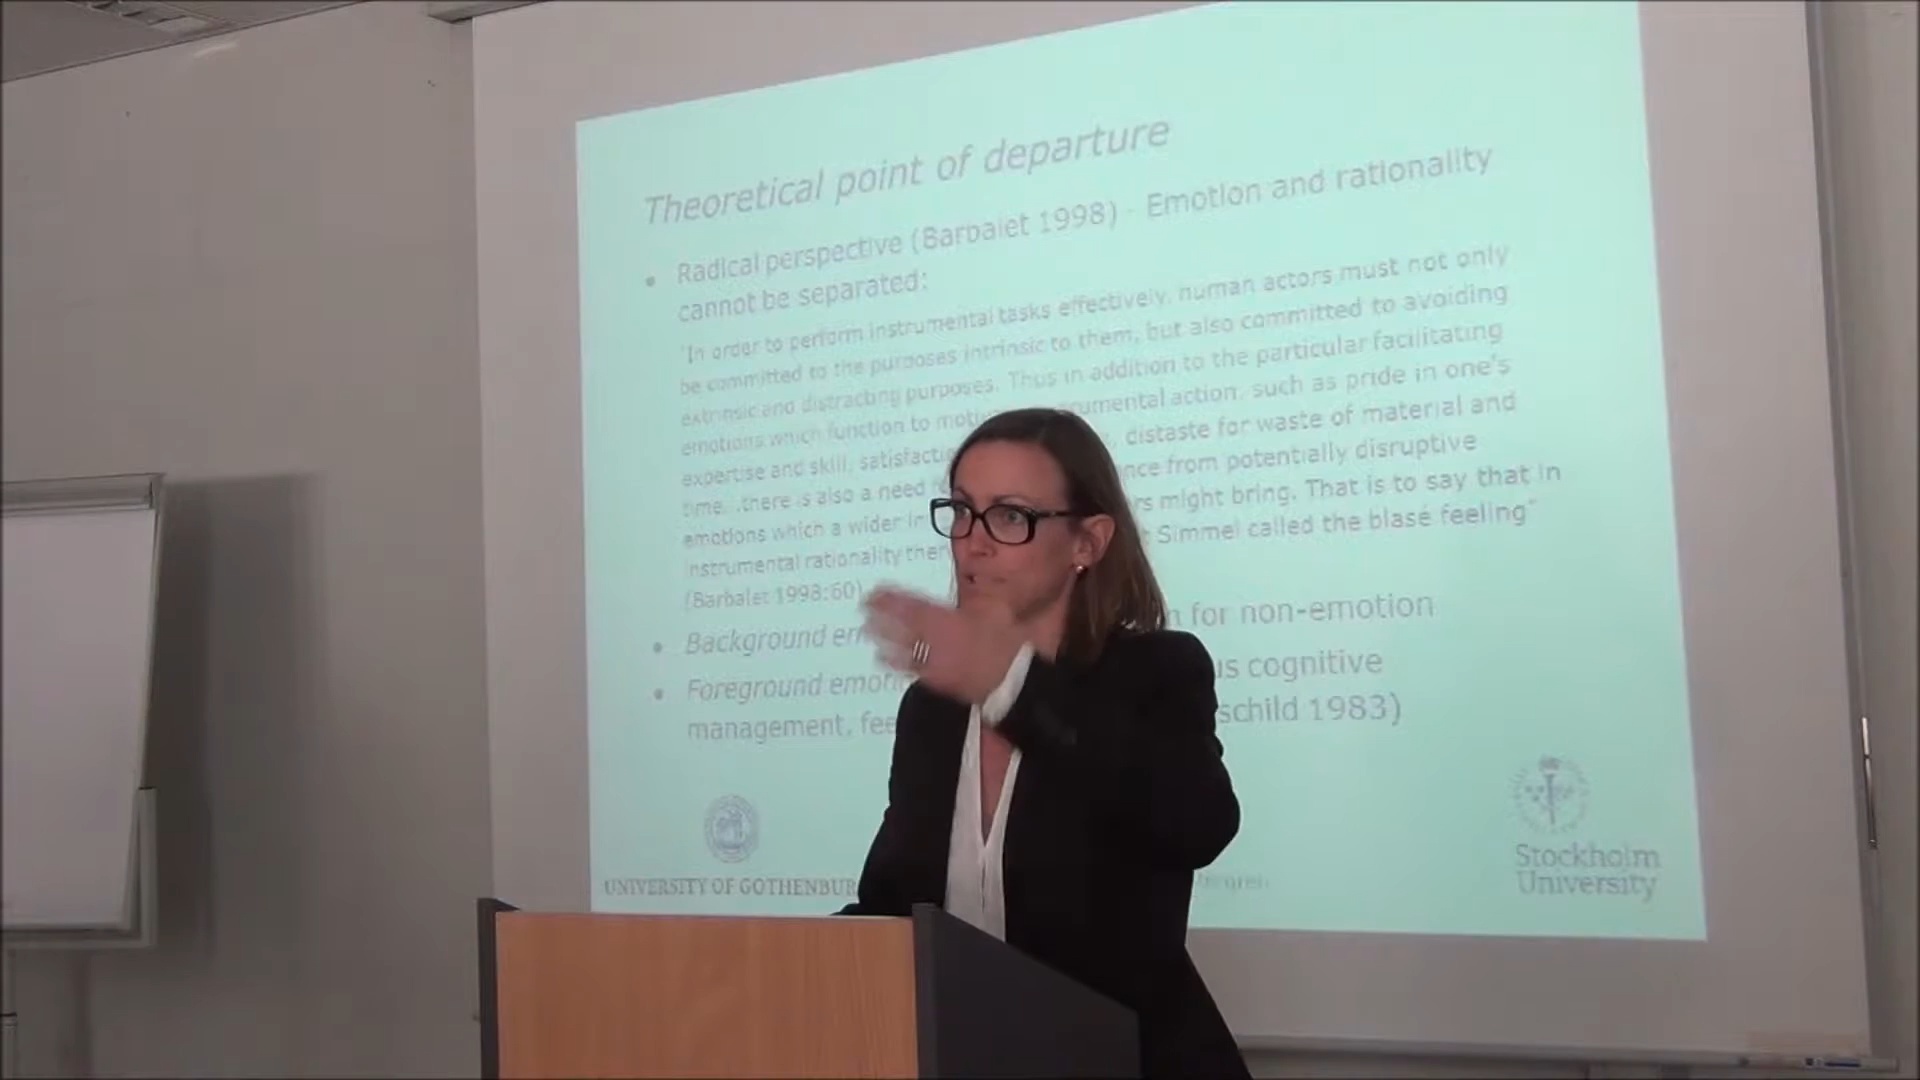 Theoretical point of departure
• Radical perspective (Barbalet 1998) - Emotion and rationality
cannot be separated:
"In order to perform instrumental tasks effectively, human actors must not only
be committed to the purposes intrinsic to them, but also committed to avoiding
extrinsic and distracting purposes. Thus in addition to the particular facilitating
emotions which function to motiv rumental action, such as pride in one's
expertise and skill, satisfactio , distaste for waste of material and
time...there is also a need nce from potentially disruptive
emotions which a wider rs might bring. That is to say that in
instrumental rationality ther t Simmel called the blasé feeling"
(Barbalet 1998:60)
• Background em n for non-emotion
• Foreground emoti us cognitive
management, fee schild 1983)
UNIVERSITY OF GOTHENBUR
Stockholm
University